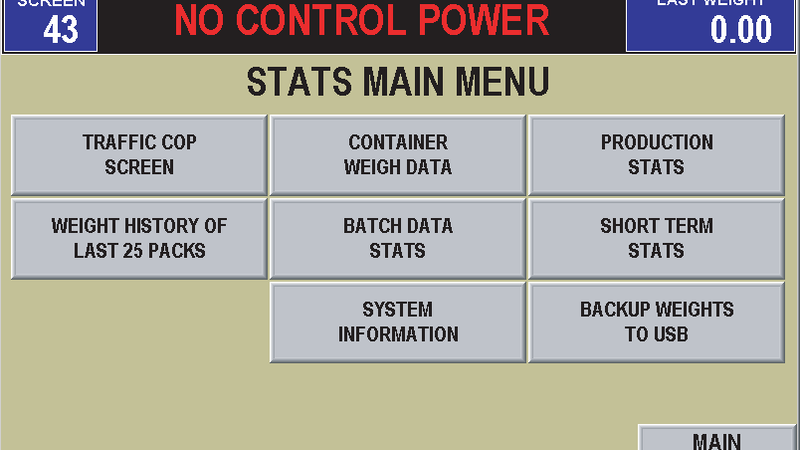 SCREEN
43
NO CONTROL POWER
LAST WEIGHT
0.00
STATS MAIN MENU
TRAFFIC COP
SCREEN
CONTAINER
WEIGH DATA
PRODUCTION
STATS
WEIGHT HISTORY OF
LAST 25 PACKS
BATCH DATA
STATS
SHORT TERM
STATS
SYSTEM
INFORMATION
BACKUP WEIGHTS
TO USB
MAIN